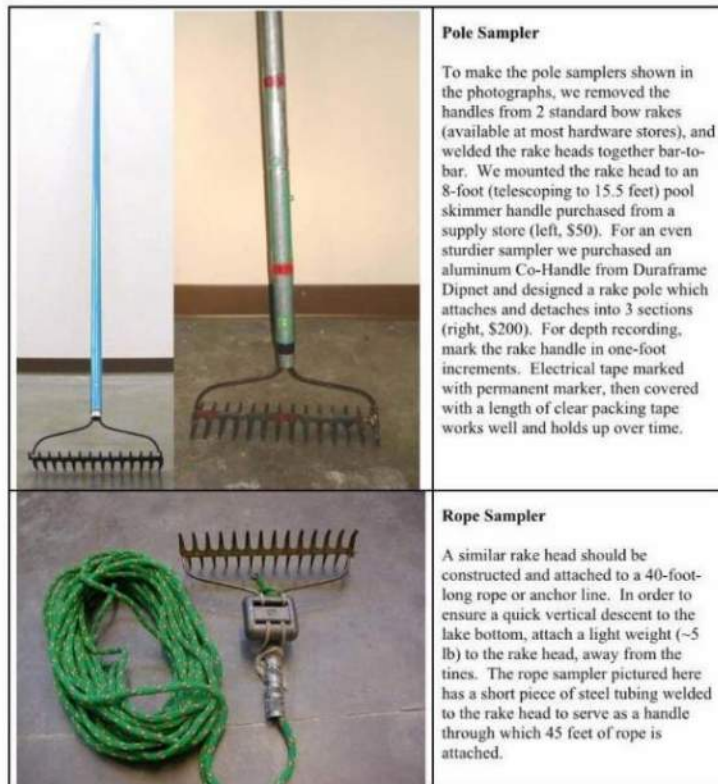 Pole Sampler
To make the pole samplers shown in
the photographs, we removed the
handles from 2 standard bow rakes
(available at most hardware stores), and
welded the rake heads together bar-to-
bar. We mounted the rake head to an
8-foot (telescoping to 15.5 feet) pool
skimmer handle purchased from a
supply store (left, $50). For an even
sturdier sampler we purchased an
aluminum Co-Handle from Duraframe
Dipnet and designed a rake pole which
attaches and detaches into 3 sections
(right, $200). For depth recording,
mark the rake handle in one-foot
increments. Electrical tape marked
with permanent marker, then covered
with a length of clear packing tape
works well and holds up over time.
Rope Sampler
A similar rake head should be
constructed and attached to a 40-foot-
long rope or anchor line. In order to
ensure a quick vertical descent to the
lake bottom, attach a light weight (~5
lb) to the rake head, away from the
tines. The rope sampler pictured here
has a short piece of steel tubing welded
to the rake head to serve as a handle
through which 45 feet of rope is
attached.